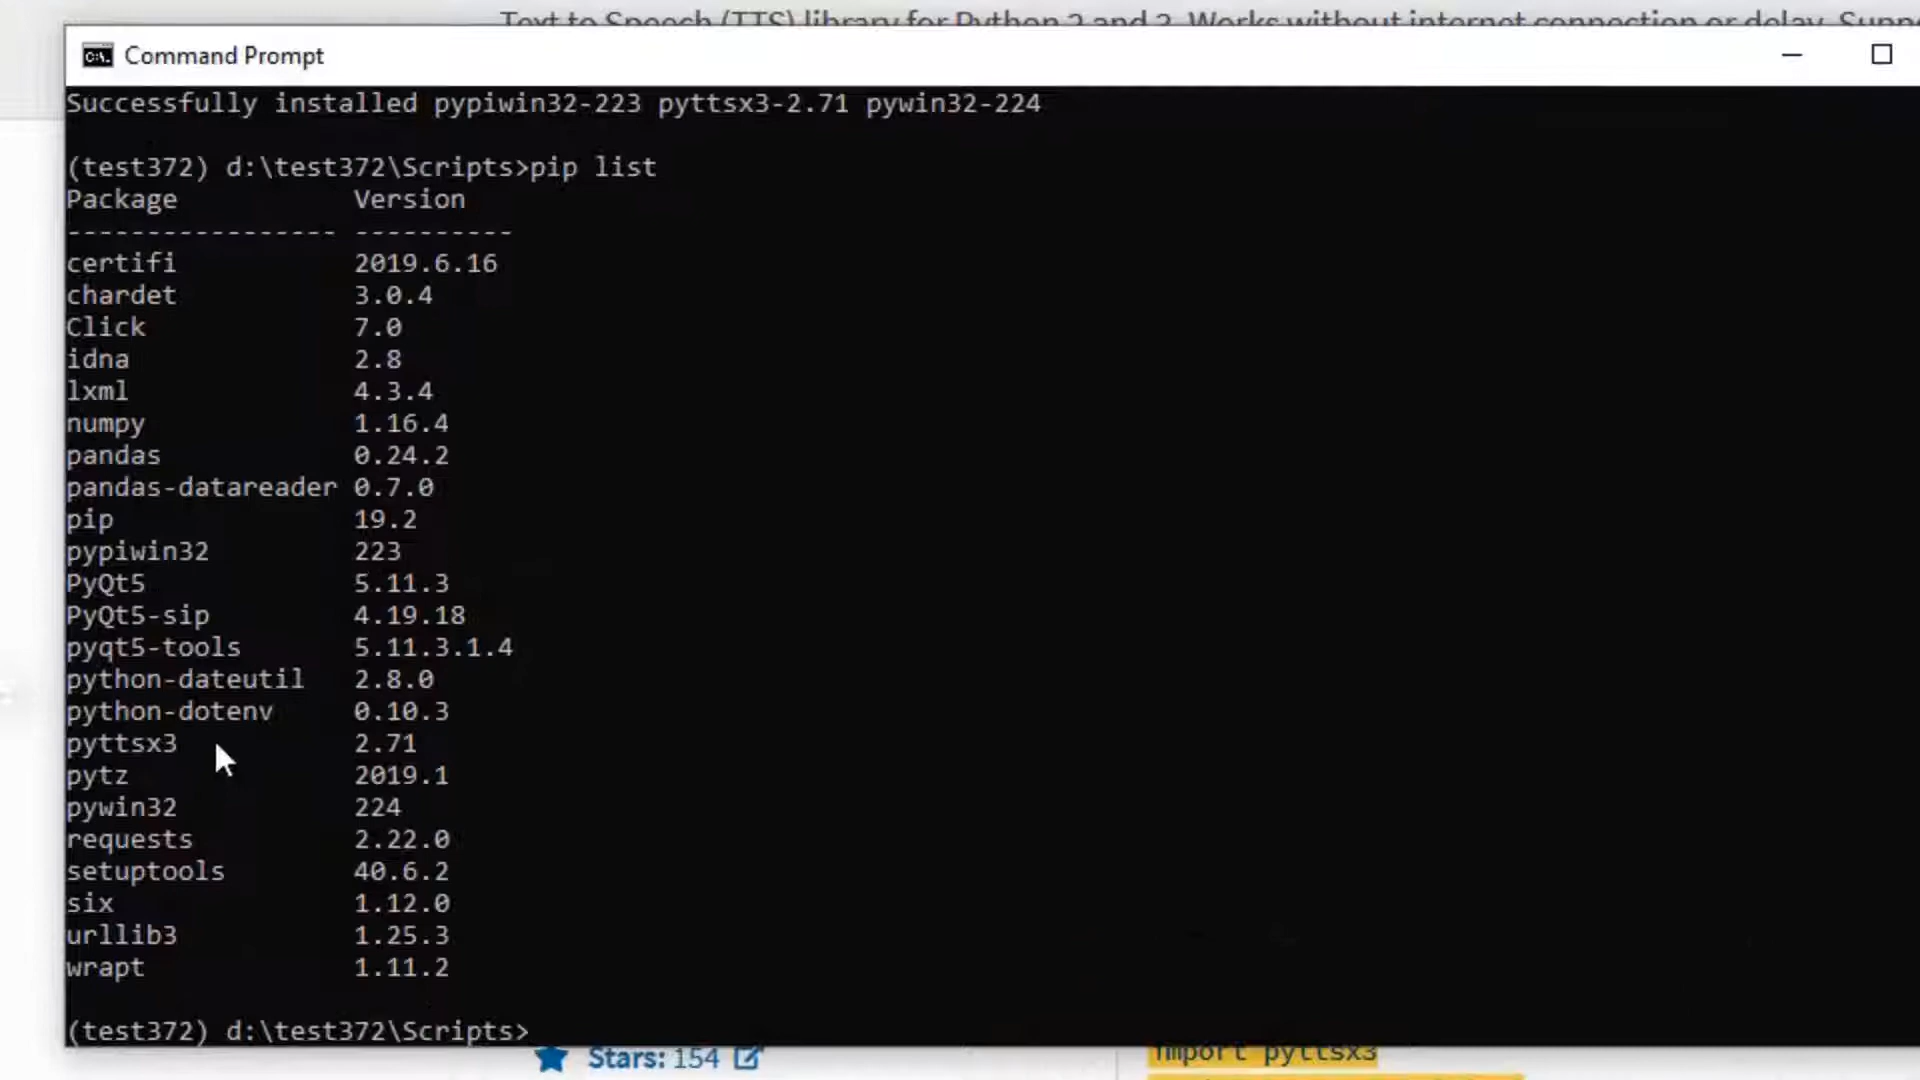 Text to Speech (TTS) library for Python 2 and 3. Works without internet connection or delay.
Command Prompt
Successfully installed pypiwin32-223 pyttsx3-2.71 pywin32-224
(test372) d:\test372\Scripts>pip list
Package Version
----------------- ----------
certifi 2019.6.16
chardet 3.0.4
Click 7.0
idna 2.8
lxml 4.3.4
numpy 1.16.4
pandas 0.24.2
pandas-datareader 0.7.0
pip 19.2
pypiwin32 223
PyQt5 5.11.3
PyQt5-sip 4.19.18
pyqt5-tools 5.11.3.1.4
python-dateutil 2.8.0
python-dotenv 0.10.3
pyttsx3 2.71
pytz 2019.1
pywin32 224
requests 2.22.0
setuptools 40.6.2
six 1.12.0
urllib3 1.25.3
wrapt 1.11.2
(test372) d:\test372\Scripts>
Stars: 154
import pyttsx3